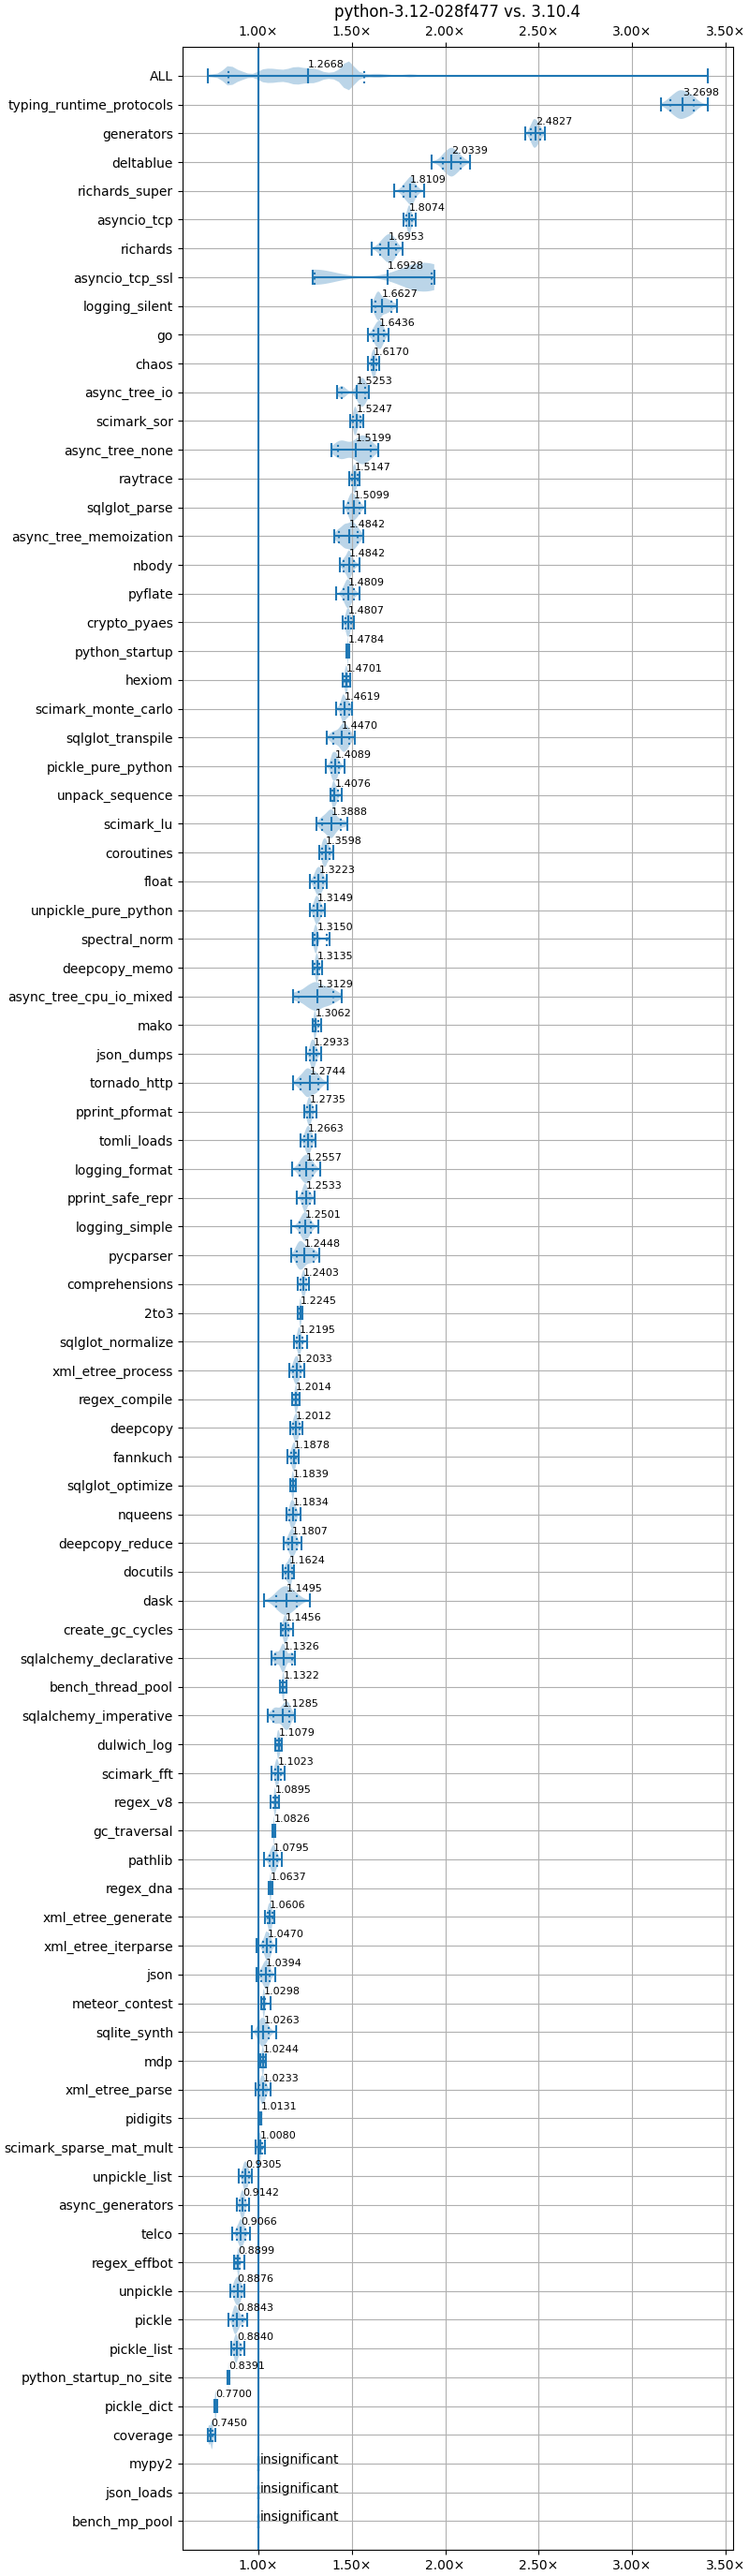 python-3.12-028f477 vs. 3.10.4
1.00× 1.50× 2.00× 2.50× 3.00× 3.50×
ALL 1.2668
typing_runtime_protocols 3.2698
generators 2.4827
deltablue 2.0339
richards_super 1.8109
asyncio_tcp 1.8074
richards 1.6953
asyncio_tcp_ssl 1.6928
logging_silent 1.6627
go 1.6436
chaos 1.6170
async_tree_io 1.5253
scimark_sor 1.5247
async_tree_none 1.5199
raytrace 1.5147
sqlglot_parse 1.5099
async_tree_memoization 1.4842
nbody 1.4842
pyflate 1.4809
crypto_pyaes 1.4807
python_startup 1.4784
hexiom 1.4701
scimark_monte_carlo 1.4619
sqlglot_transpile 1.4470
pickle_pure_python 1.4089
unpack_sequence 1.4076
scimark_lu 1.3888
coroutines 1.3598
float 1.3223
unpickle_pure_python 1.3149
spectral_norm 1.3150
deepcopy_memo 1.3135
async_tree_cpu_io_mixed 1.3129
mako 1.3062
json_dumps 1.2933
tornado_http 1.2744
pprint_pformat 1.2735
tomli_loads 1.2663
logging_format 1.2557
pprint_safe_repr 1.2533
logging_simple 1.2501
pycparser 1.2448
comprehensions 1.2403
2to3 1.2245
sqlglot_normalize 1.2195
xml_etree_process 1.2033
regex_compile 1.2014
deepcopy 1.2012
fannkuch 1.1878
sqlglot_optimize 1.1839
nqueens 1.1834
deepcopy_reduce 1.1807
docutils 1.1624
dask 1.1495
create_gc_cycles 1.1456
sqlalchemy_declarative 1.1326
bench_thread_pool 1.1322
sqlalchemy_imperative 1.1285
dulwich_log 1.1079
scimark_fft 1.1023
regex_v8 1.0895
gc_traversal 1.0826
pathlib 1.0795
regex_dna 1.0637
xml_etree_generate 1.0606
xml_etree_iterparse 1.0470
json 1.0394
meteor_contest 1.0298
sqlite_synth 1.0263
mdp 1.0244
xml_etree_parse 1.0233
pidigits 1.0131
scimark_sparse_mat_mult 1.0080
unpickle_list 0.9305
async_generators 0.9142
telco 0.9066
regex_effbot 0.8899
unpickle 0.8876
pickle 0.8843
pickle_list 0.8840
python_startup_no_site 0.8391
pickle_dict 0.7700
coverage 0.7450
mypy2 insignificant
json_loads insignificant
bench_mp_pool insignificant
1.00× 1.50× 2.00× 2.50× 3.00× 3.50×